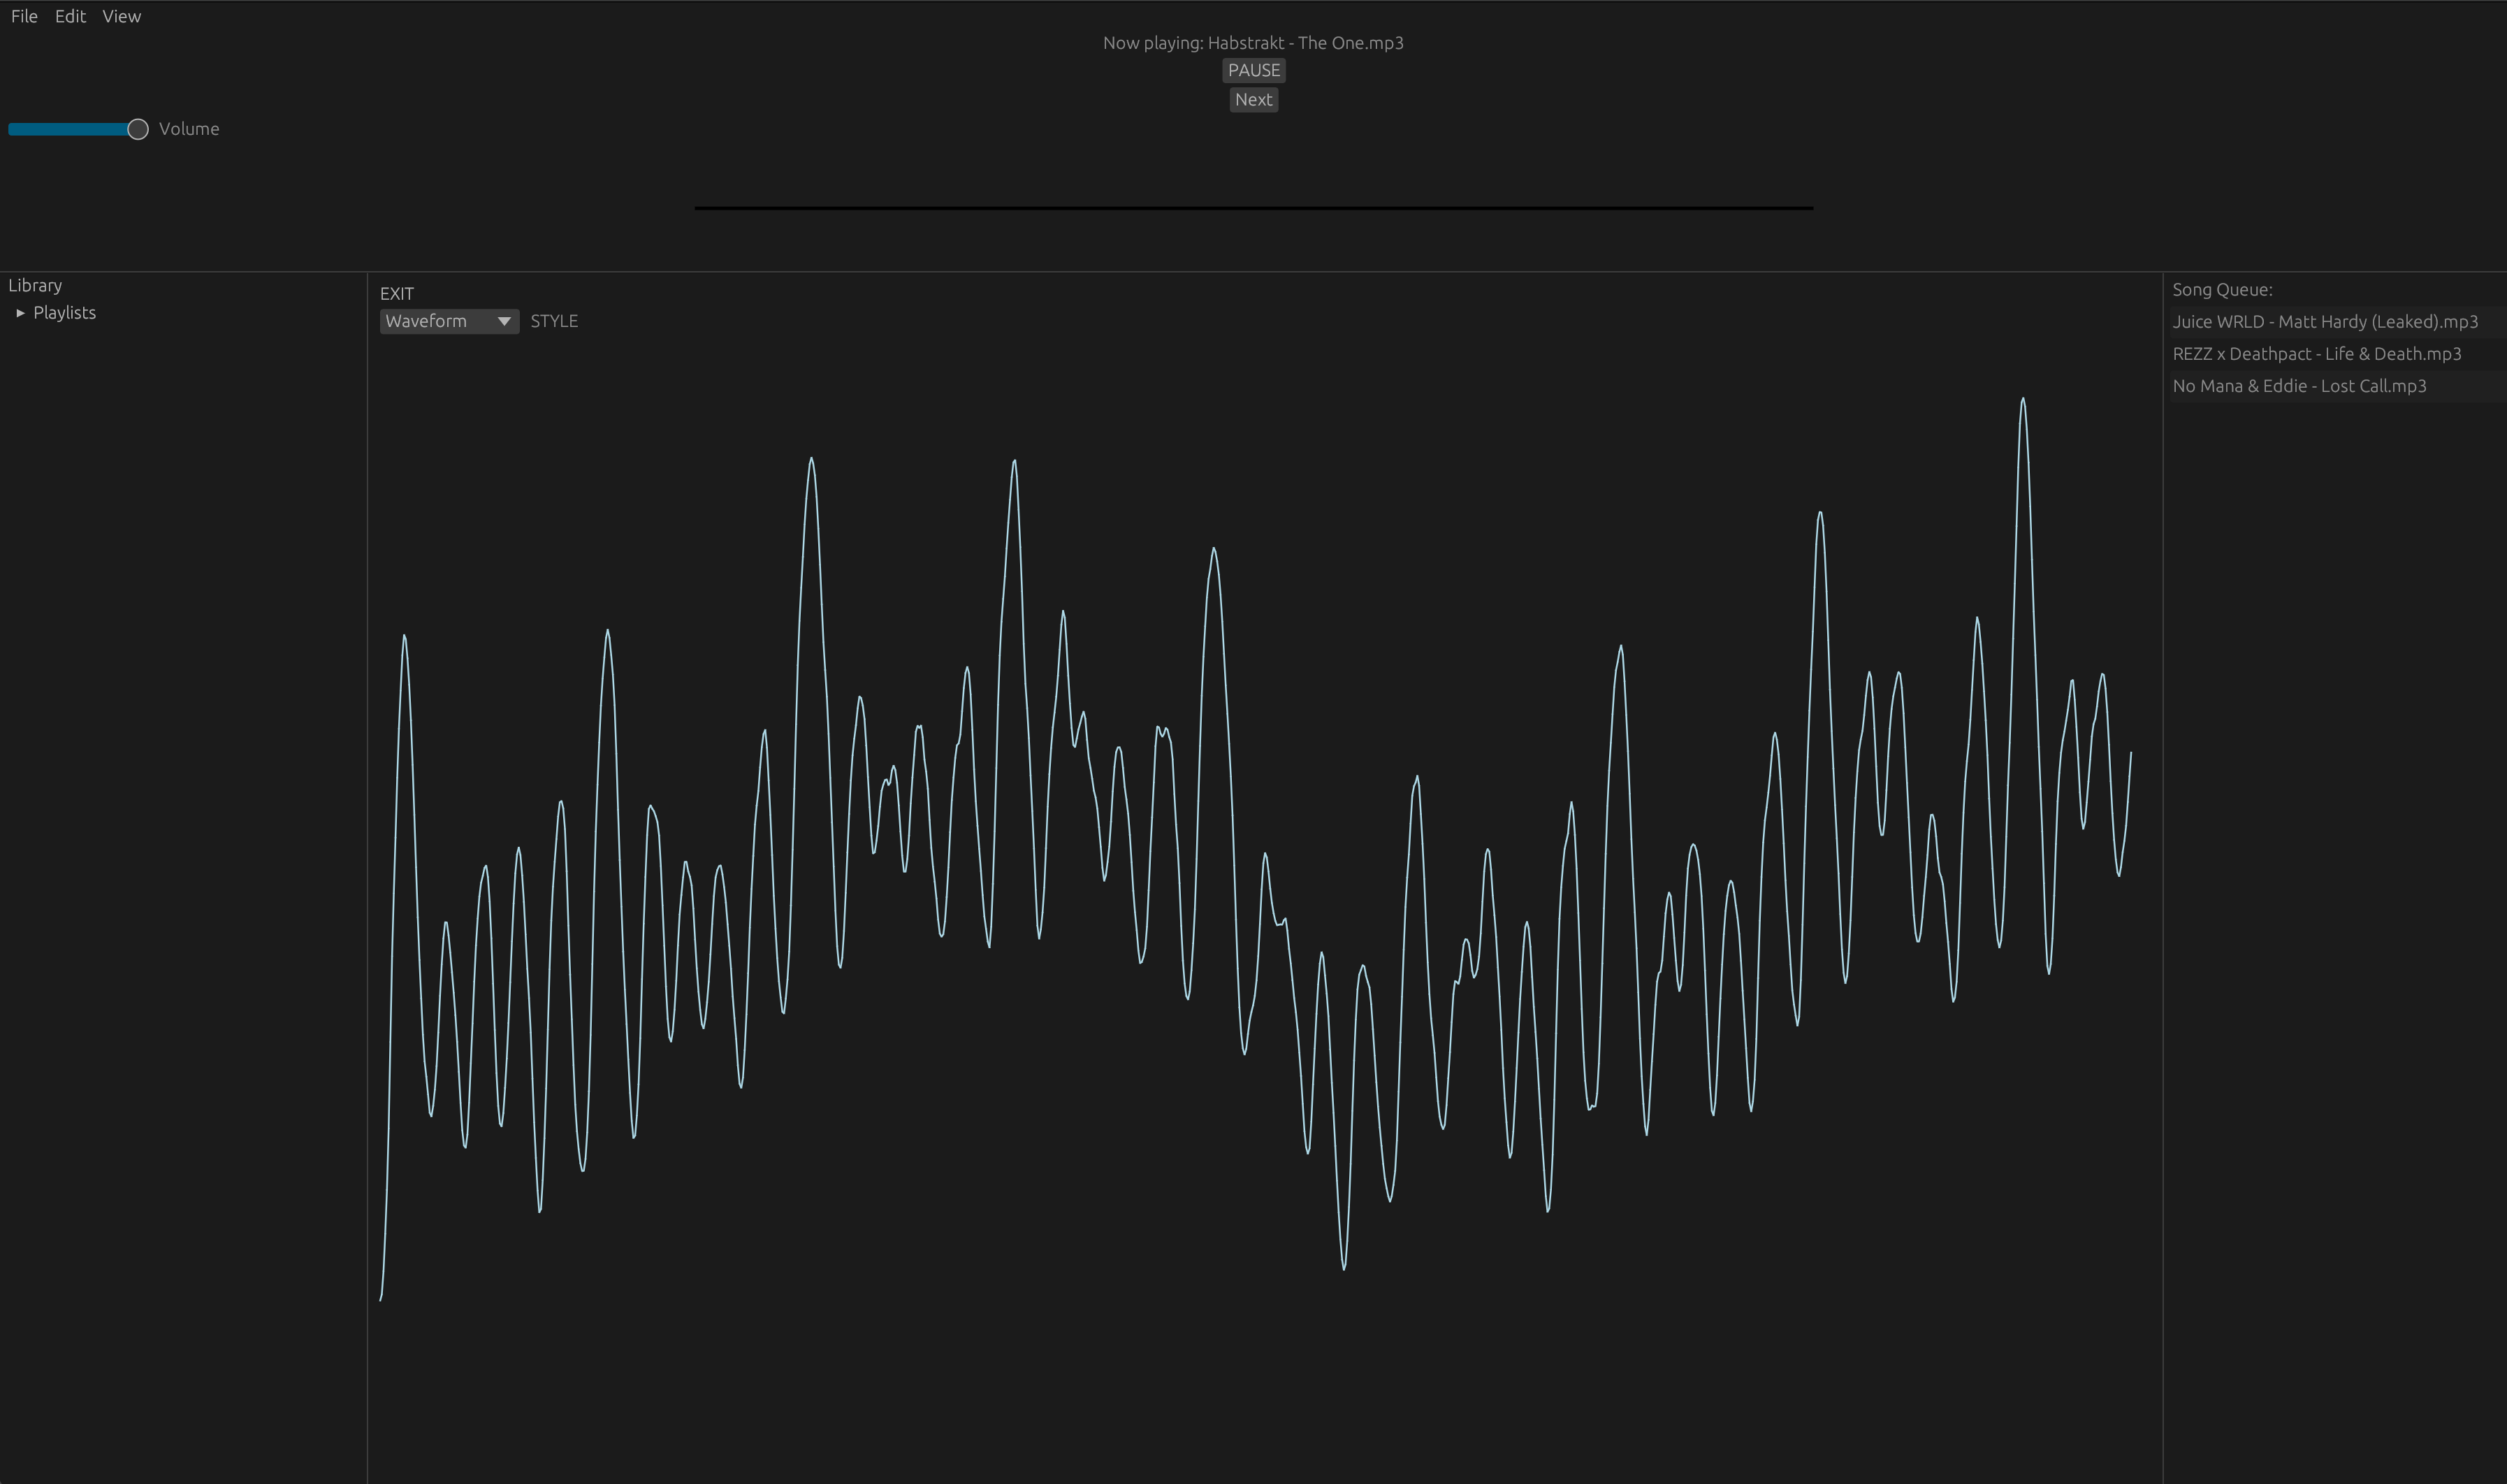 File Edit View
Now playing: Habstrakt - The One.mp3
PAUSE
Next
Volume
Library
Playlists
EXIT
Waveform STYLE
Song Queue:
Juice WRLD - Matt Hardy (Leaked).mp3
REZZ x Deathpact - Life & Death.mp3
No Mana & Eddie - Lost Call.mp3